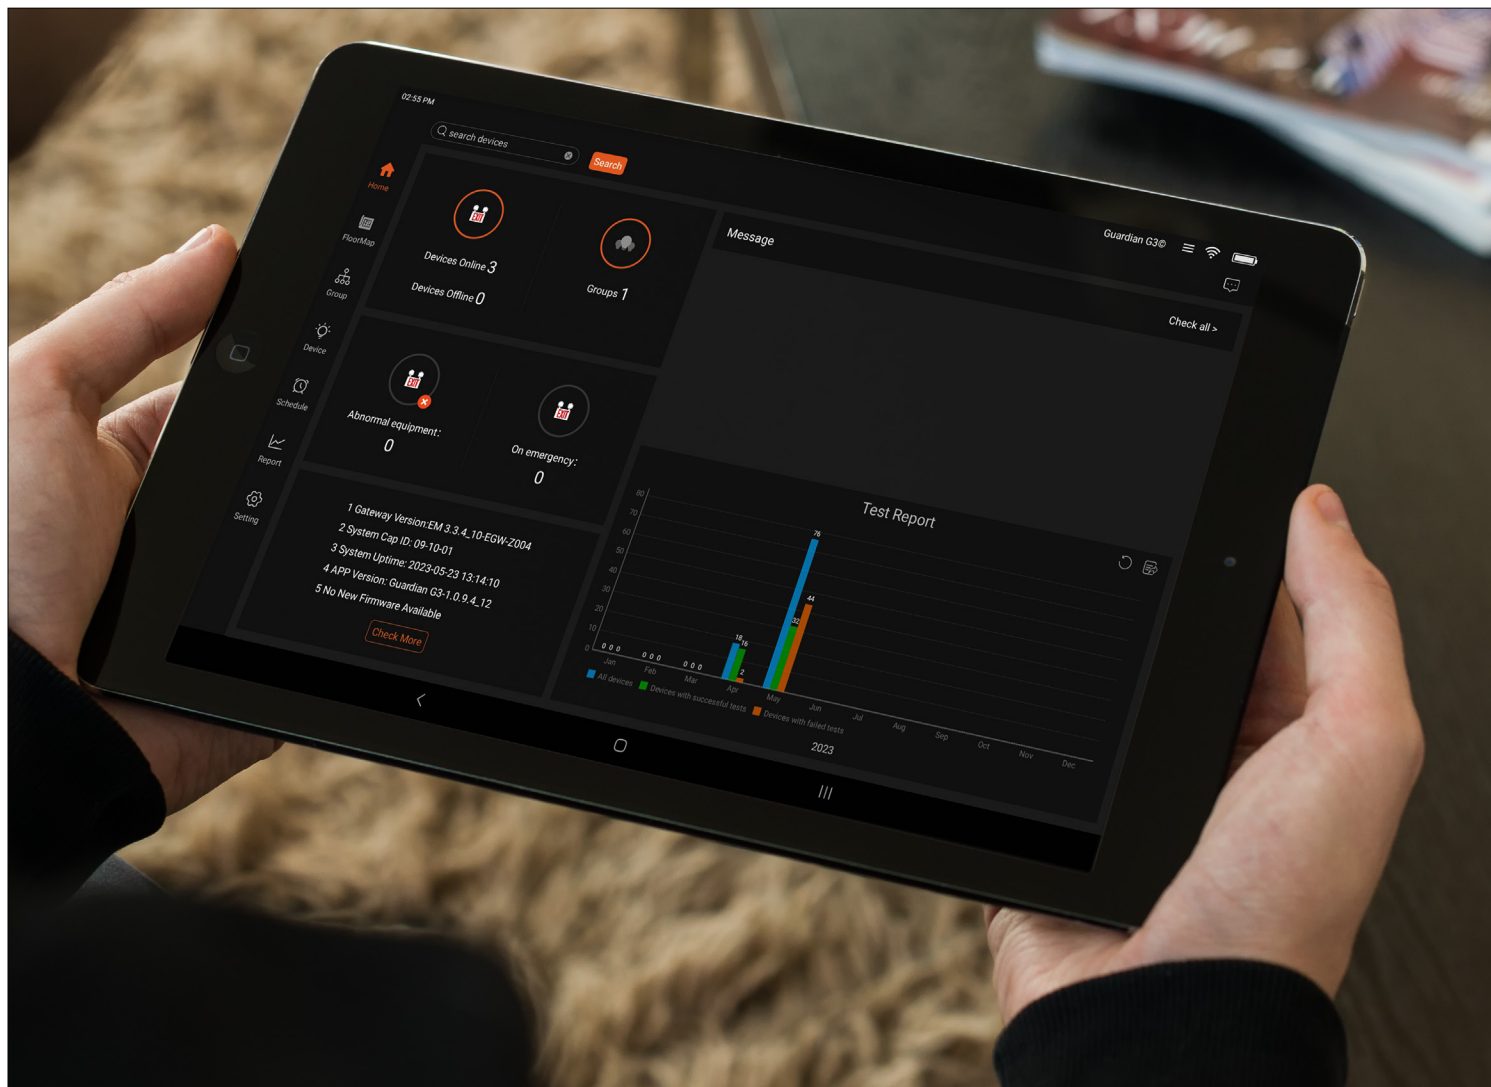 02:55 PM
Guardian G3©
search devices
Search
Home
FloorMap
Group
Device
Schedule
Report
Setting
EXIT
Devices Online 3
Devices Offline 0
Groups 1
EXIT
Abnormal equipment:
0
EXIT
On emergency:
0
1 Gateway Version:EM 3.3.4_10-EGW-Z004
2 System Cap ID: 09-10-01
3 System Uptime: 2023-05-23 13:14:10
4 APP Version: Guardian G3-1.0.9.4_12
5 No New Firmware Available
Check More
Message
Check all >
Test Report
80
70
60
50
40
30
20
10
0
0 0 0
0 0 0
0 0 0
18
16
2
76
32
44
Jan
Feb
Mar
Apr
May
Jun
Jul
Aug
Sep
Oct
Nov
Dec
All devices
Devices with successful tests
Devices with failed tests
2023